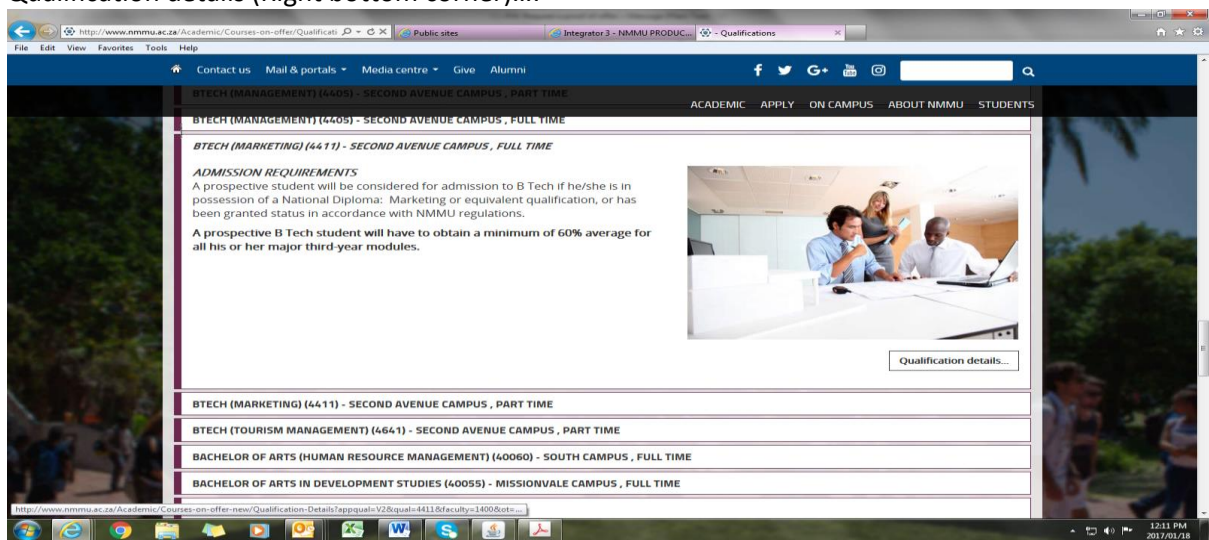 http://www.nmmu.ac.za/Academic/Courses-on-offer/Qualificati
Public sites
Integrator 3 - NMMU PRODUC...
- Qualifications
File Edit View Favorites Tools Help
Contact us Mail & portals Media centre Give Alumni
BTECH (MANAGEMENT) (4405) - SECOND AVENUE CAMPUS , PART TIME
ACADEMIC APPLY ON CAMPUS ABOUT NMMU STUDENTS
BTECH (MANAGEMENT) (4405) - SECOND AVENUE CAMPUS , FULL TIME
BTECH (MARKETING) (4411) - SECOND AVENUE CAMPUS , FULL TIME
ADMISSION REQUIREMENTS
A prospective student will be considered for admission to B Tech if he/she is in
possession of a National Diploma: Marketing or equivalent qualification, or has
been granted status in accordance with NMMU regulations.
A prospective B Tech student will have to obtain a minimum of 60% average for
all his or her major third-year modules.
Qualification details...
BTECH (MARKETING) (4411) - SECOND AVENUE CAMPUS , PART TIME
BTECH (TOURISM MANAGEMENT) (4641) - SECOND AVENUE CAMPUS , PART TIME
BACHELOR OF ARTS (HUMAN RESOURCE MANAGEMENT) (40060) - SOUTH CAMPUS , FULL TIME
BACHELOR OF ARTS IN DEVELOPMENT STUDIES (40055) - MISSIONVALE CAMPUS , FULL TIME
http://www.nmmu.ac.za/Academic/Courses-on-offer-new/Qualification-Details?appqual=V2&qual=4411&faculty=1400&ot=...
12:11 PM
2017/01/18